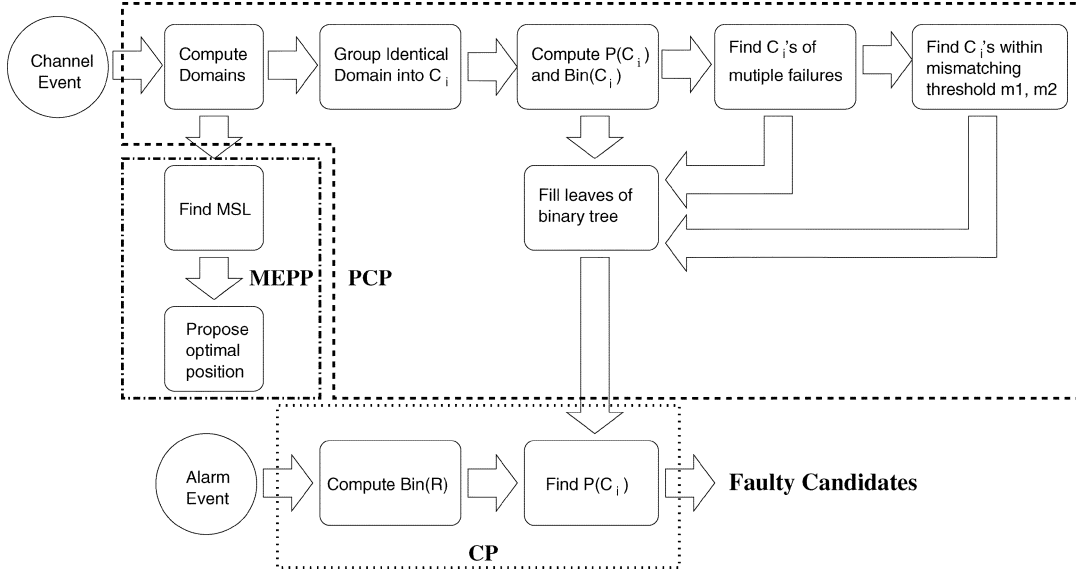 Channel
Event
Compute
Domains
Group Identical
Domain into C i
Compute P(C i )
and Bin(C i )
Find C i 's of
mutiple failures
Find C i 's within
mismatching
threshold m1, m2
Find MSL
Fill leaves of
binary tree
MEPP
PCP
Propose
optimal
position
Alarm
Event
Compute Bin(R)
Find P(C i )
Faulty Candidates
CP